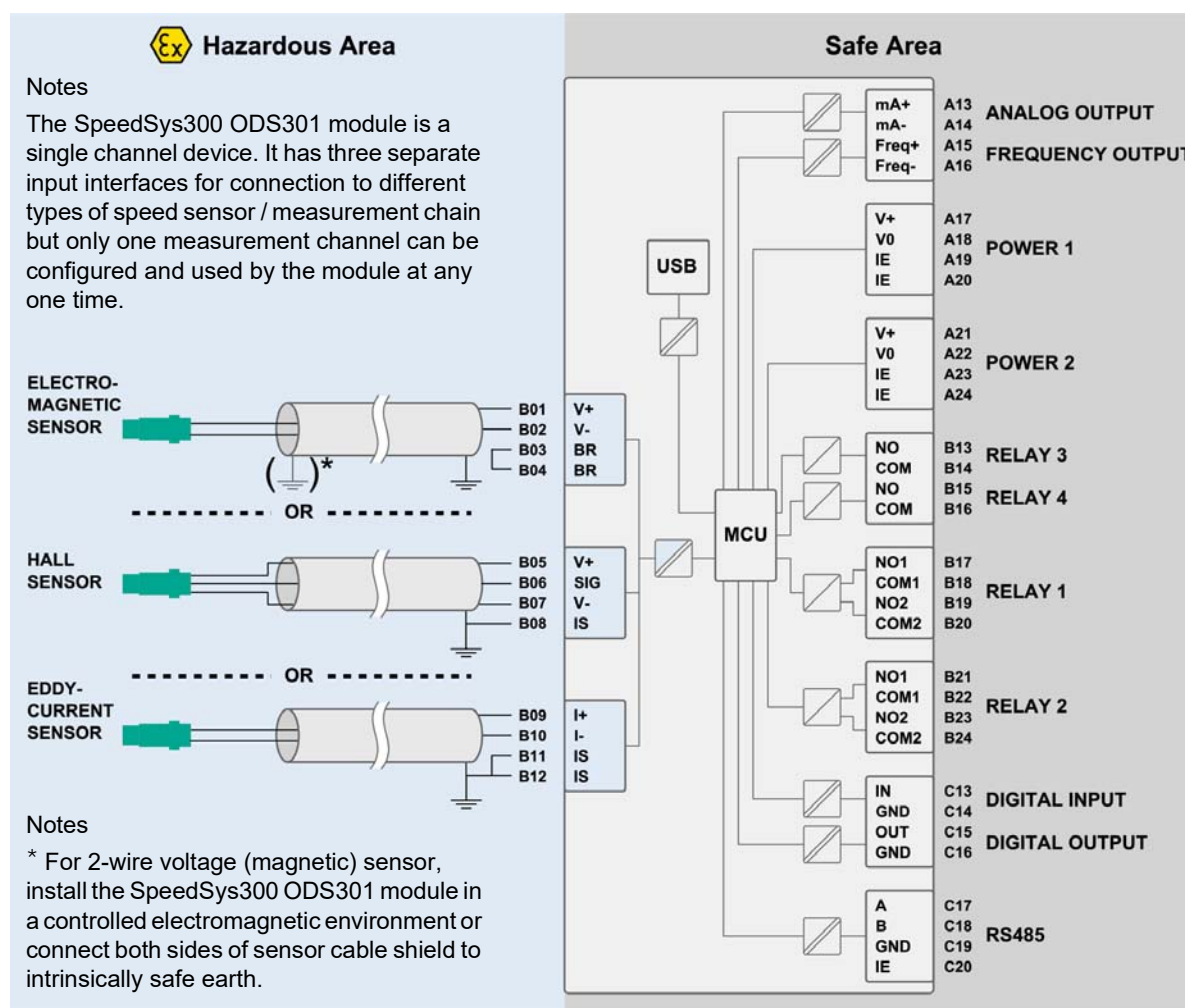 Ex Hazardous Area
Safe Area
Notes
The SpeedSys300 ODS301 module is a
single channel device. It has three separate
input interfaces for connection to different
types of speed sensor / measurement chain
but only one measurement channel can be
configured and used by the module at any
one time.
ELECTRO-
MAGNETIC
SENSOR
( )*
B01 V+
B02 V-
B03 BR
B04 BR
OR
HALL
SENSOR
B05 V+
B06 SIG
B07 V-
B08 IS
OR
EDDY-
CURRENT
SENSOR
B09 I+
B10 I-
B11 IS
B12 IS
Notes
* For 2-wire voltage (magnetic) sensor,
install the SpeedSys300 ODS301 module in
a controlled electromagnetic environment or
connect both sides of sensor cable shield to
intrinsically safe earth.
USB
MCU
mA+ A13
mA- A14
ANALOG OUTPUT
Freq+ A15
Freq- A16
FREQUENCY OUTPUT
V+ A17
V0 A18
IE A19
IE A20
POWER 1
V+ A21
V0 A22
IE A23
IE A24
POWER 2
NO B13
COM B14
RELAY 3
NO B15
COM B16
RELAY 4
NO1 B17
COM1 B18
NO2 B19
COM2 B20
RELAY 1
NO1 B21
COM1 B22
NO2 B23
COM2 B24
RELAY 2
IN C13
GND C14
DIGITAL INPUT
OUT C15
GND C16
DIGITAL OUTPUT
A C17
B C18
GND C19
IE C20
RS485